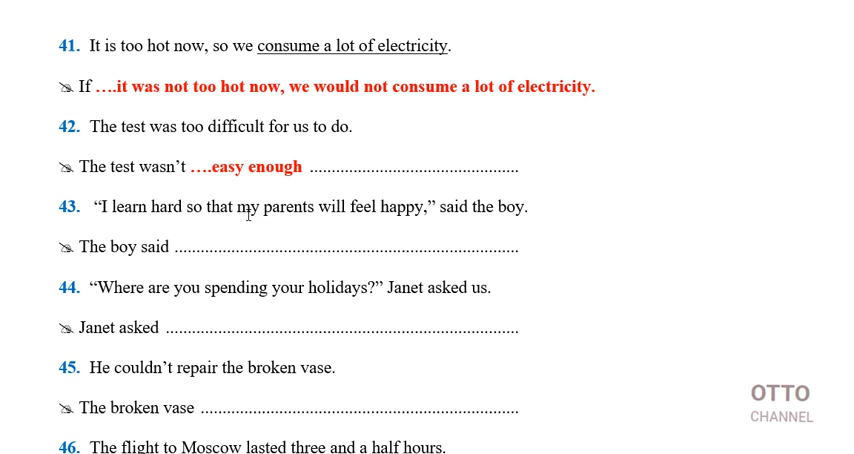 41. It is too hot now, so we consume a lot of electricity.
If ….it was not too hot now, we would not consume a lot of electricity.
42. The test was too difficult for us to do.
The test wasn’t ….easy enough ................................................
43. “I learn hard so that my parents will feel happy,” said the boy.
The boy said ...............................................................................
44. “Where are you spending your holidays?” Janet asked us.
Janet asked .................................................................................
45. He couldn’t repair the broken vase.
The broken vase .........................................................................
46. The flight to Moscow lasted three and a half hours.
OTTO
CHANNEL